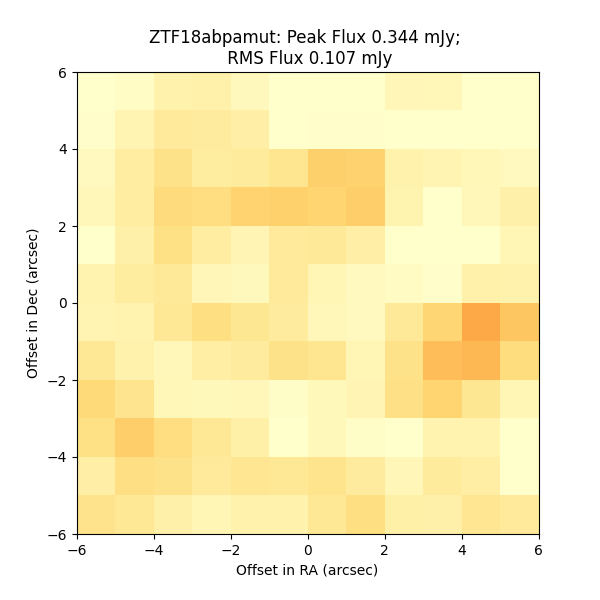 ZTF18abpamut: Peak Flux 0.344 mJy;
RMS Flux 0.107 mJy
6
4
2
0
−2
−4
−6
Offset in Dec (arcsec)
−6 −4 −2 0 2 4 6
Offset in RA (arcsec)